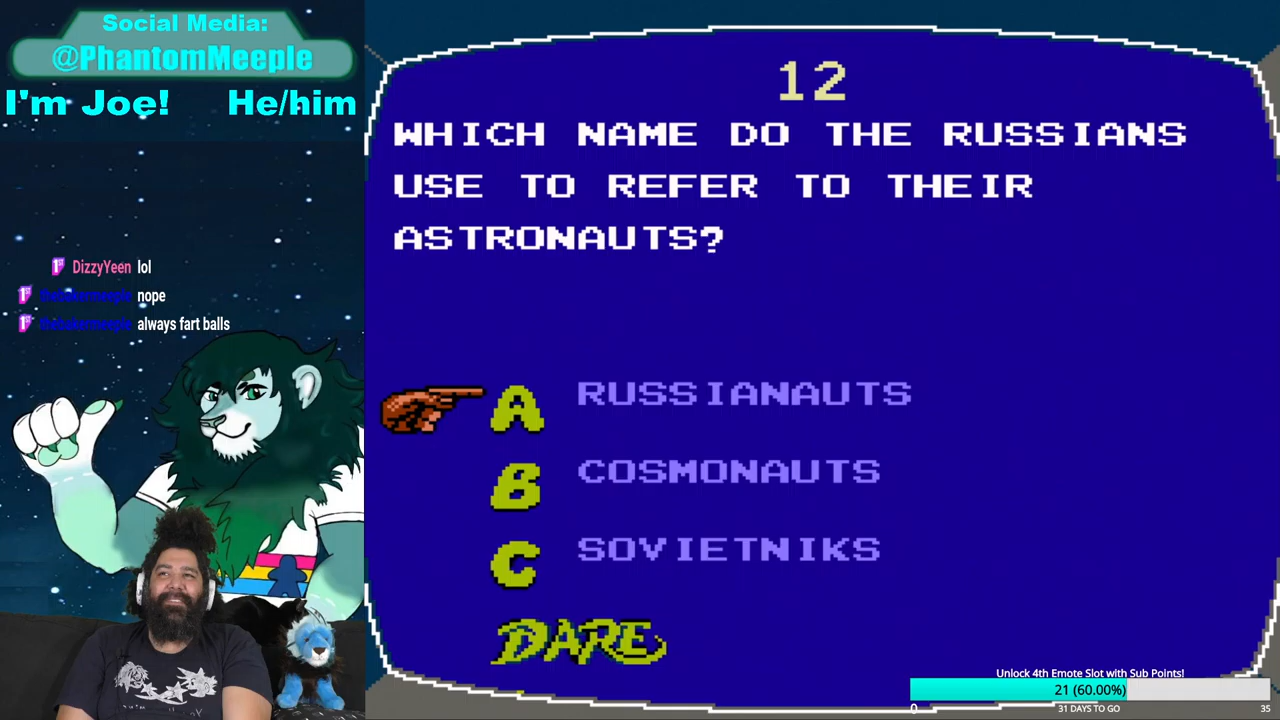 Social Media:
@PhantomMeeple
I'm Joe! He/him
DizzyYeen lol
thebakermeeple nope
thebakermeeple always fart balls
12
WHICH NAME DO THE RUSSIANS
USE TO REFER TO THEIR
ASTRONAUTS?
A RUSSIANAUTS
B COSMONAUTS
C SOVIETNIKS
DARE
Unlock 4th Emote Slot with Sub Points!
21 (60.00%)
0 31 DAYS TO GO 35